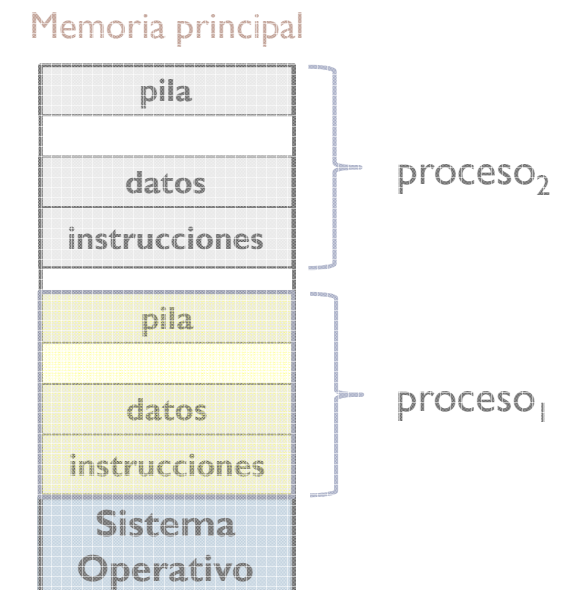 Memoria principal
pila
datos
instrucciones
proceso₂
pila
datos
instrucciones
proceso₁
Sistema
Operativo